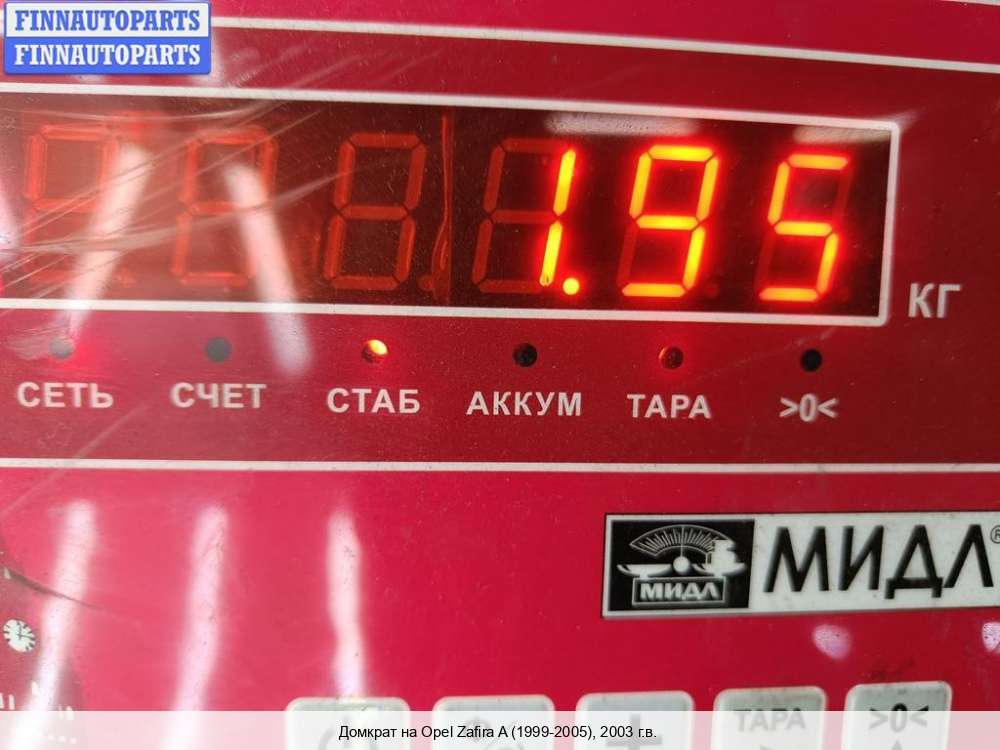 FINNAUTOPARTS
FINNAUTOPARTS
1.95
КГ
СЕТЬ СЧЕТ СТАБ АККУМ ТАРА >0<
МИДЛ МИДЛ®
ТАРА >0<
Домкрат на Opel Zafira A (1999-2005), 2003 г.в.